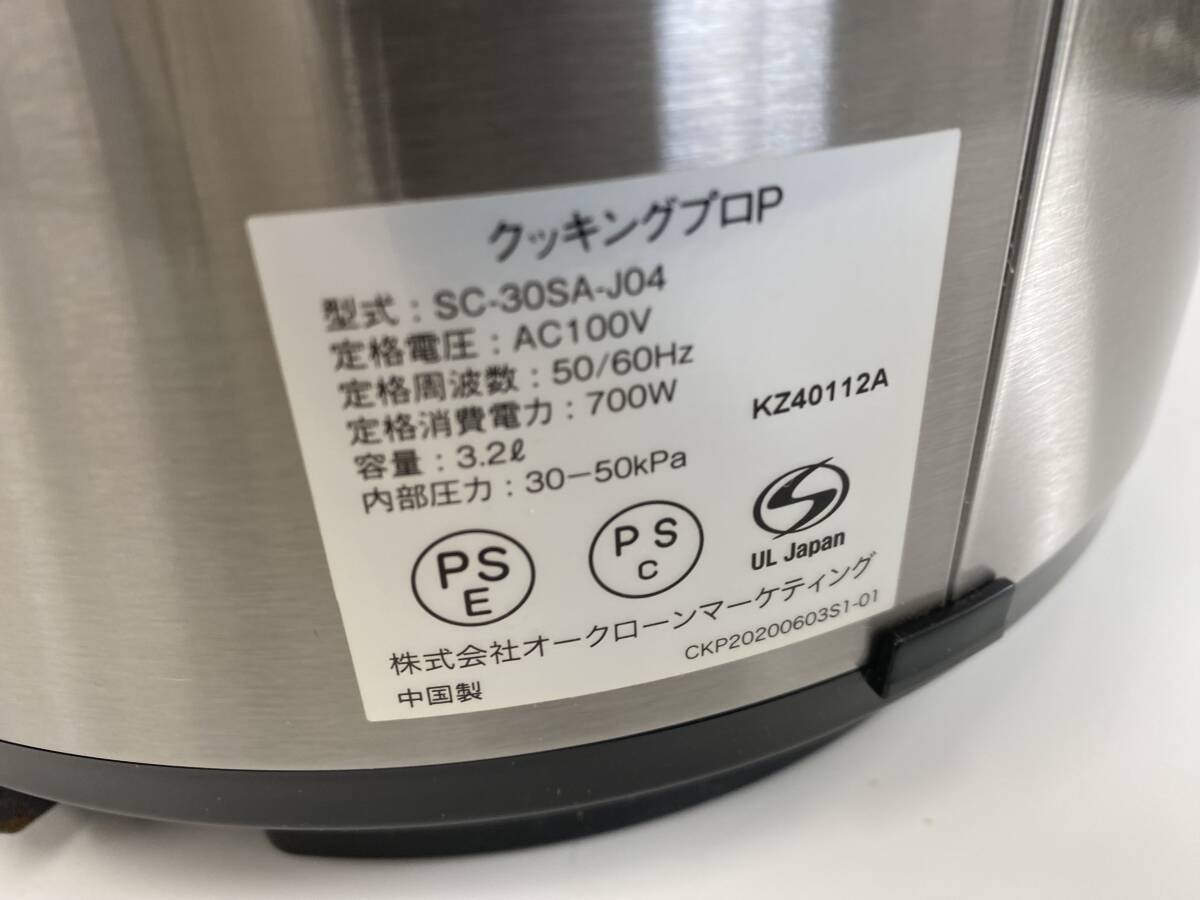 クッキングプロP
型式：SC-30SA-J04
定格電圧：AC100V
定格周波数：50/60Hz
定格消費電力：700W
容量：3.2ℓ
内部圧力：30－50kPa
KZ40112A
PS
E
PS
C
S
UL Japan
株式会社オークローンマーケティング
中国製
CKP20200603S1-01